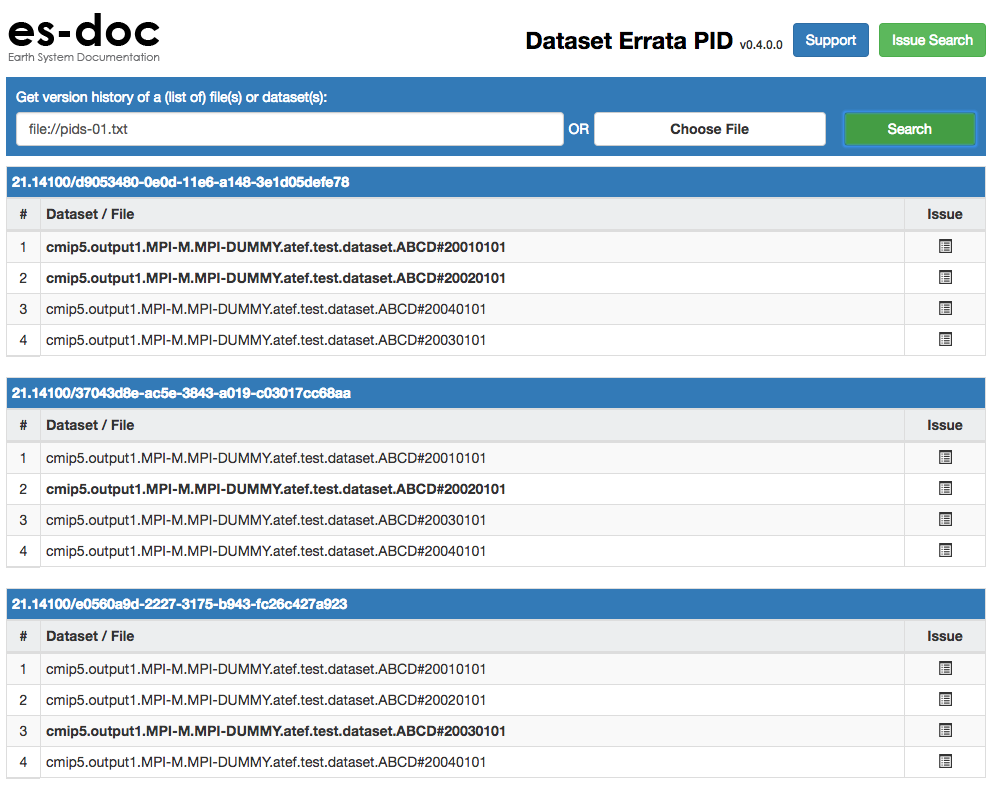 es-doc
Earth System Documentation
Dataset Errata PID v0.4.0.0 Support Issue Search
Get version history of a (list of) file(s) or dataset(s):
file://pids-01.txt OR Choose File Search
21.14100/d9053480-0e0d-11e6-a148-3e1d05defe78
# Dataset / File Issue
1 cmip5.output1.MPI-M.MPI-DUMMY.atef.test.dataset.ABCD#20010101
2 cmip5.output1.MPI-M.MPI-DUMMY.atef.test.dataset.ABCD#20020101
3 cmip5.output1.MPI-M.MPI-DUMMY.atef.test.dataset.ABCD#20040101
4 cmip5.output1.MPI-M.MPI-DUMMY.atef.test.dataset.ABCD#20030101
21.14100/37043d8e-ac5e-3843-a019-c03017cc68aa
# Dataset / File Issue
1 cmip5.output1.MPI-M.MPI-DUMMY.atef.test.dataset.ABCD#20010101
2 cmip5.output1.MPI-M.MPI-DUMMY.atef.test.dataset.ABCD#20020101
3 cmip5.output1.MPI-M.MPI-DUMMY.atef.test.dataset.ABCD#20030101
4 cmip5.output1.MPI-M.MPI-DUMMY.atef.test.dataset.ABCD#20040101
21.14100/e0560a9d-2227-3175-b943-fc26c427a923
# Dataset / File Issue
1 cmip5.output1.MPI-M.MPI-DUMMY.atef.test.dataset.ABCD#20010101
2 cmip5.output1.MPI-M.MPI-DUMMY.atef.test.dataset.ABCD#20020101
3 cmip5.output1.MPI-M.MPI-DUMMY.atef.test.dataset.ABCD#20030101
4 cmip5.output1.MPI-M.MPI-DUMMY.atef.test.dataset.ABCD#20040101